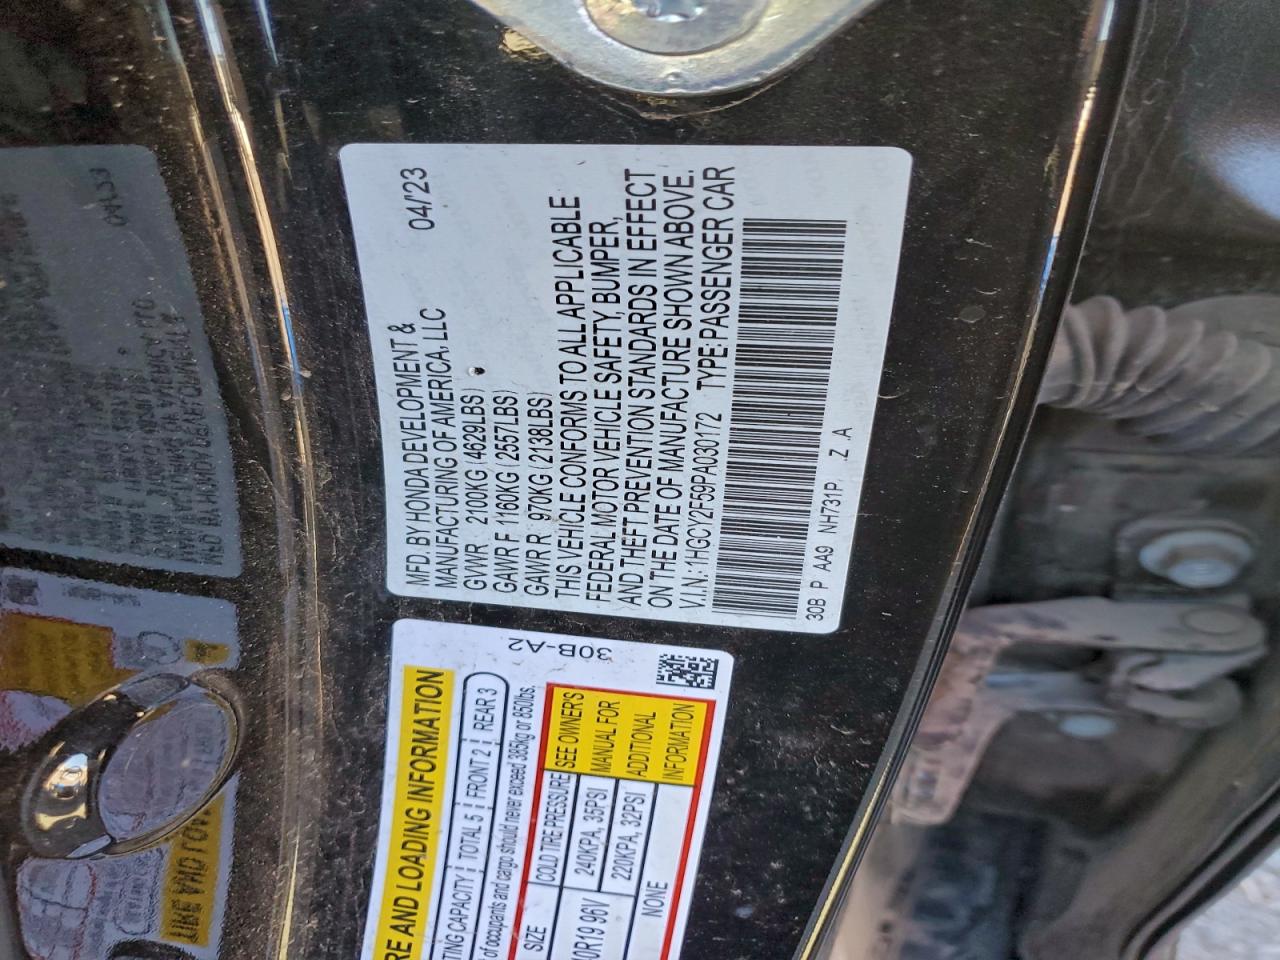 MFD. BY HONDA DEVELOPMENT &
MANUFACTURING OF AMERICA, LLC 04/23
GVWR 2100KG (4629LBS)
GAWR F 1160KG (2557LBS)
GAWR R 970KG (2138LBS)
THIS VEHICLE CONFORMS TO ALL APPLICABLE
FEDERAL MOTOR VEHICLE SAFETY, BUMPER,
AND THEFT PREVENTION STANDARDS IN EFFECT
ON THE DATE OF MANUFACTURE SHOWN ABOVE.
V.I.N.: 1HGCY2F59PA030172 TYPE: PASSENGER CAR
30B P AA9 NH731P Z.A
30B-A2
RE AND LOADING INFORMATION
TING CAPACITY TOTAL 5 FRONT 2 REAR 3
of occupants and cargo should never exceed 385kg or 850lbs.
SIZE COLD TIRE PRESSURE
0R19 96V 240KPA, 35PSI
220KPA, 32PSI
NONE
SEE OWNER'S
MANUAL FOR
ADDITIONAL
INFORMATION